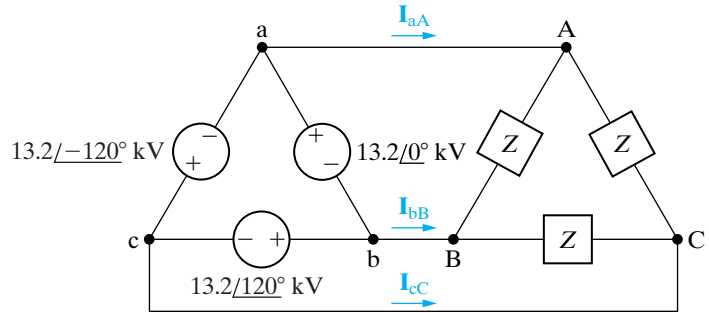 I_aA
a A
− +
13.2/−120° kV + − 13.2/0° kV Z Z
I_bB
c − + b B Z C
13.2/120° kV I_cC